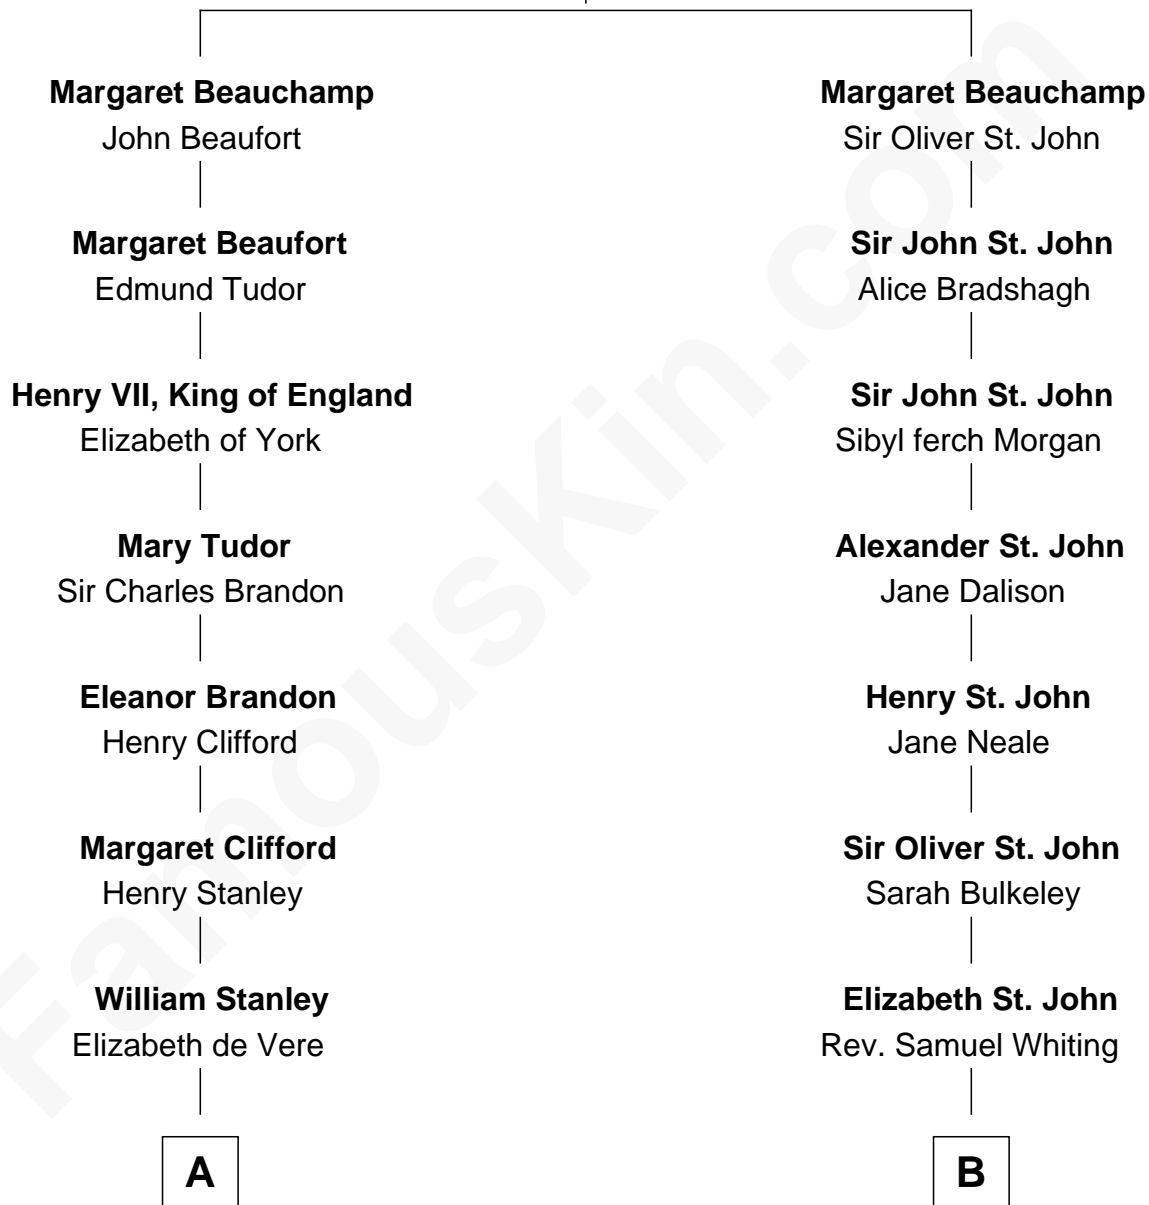 Margaret Beauchamp
John Beaufort
Margaret Beaufort
Edmund Tudor
Henry VII, King of England
Elizabeth of York
Mary Tudor
Sir Charles Brandon
Eleanor Brandon
Henry Clifford
Margaret Clifford
Henry Stanley
William Stanley
Elizabeth de Vere
A
Margaret Beauchamp
Sir Oliver St. John
Sir John St. John
Alice Bradshagh
Sir John St. John
Sibyl ferch Morgan
Alexander St. John
Jane Dalison
Henry St. John
Jane Neale
Sir Oliver St. John
Sarah Bulkeley
Elizabeth St. John
Rev. Samuel Whiting
B
FamousKin.com